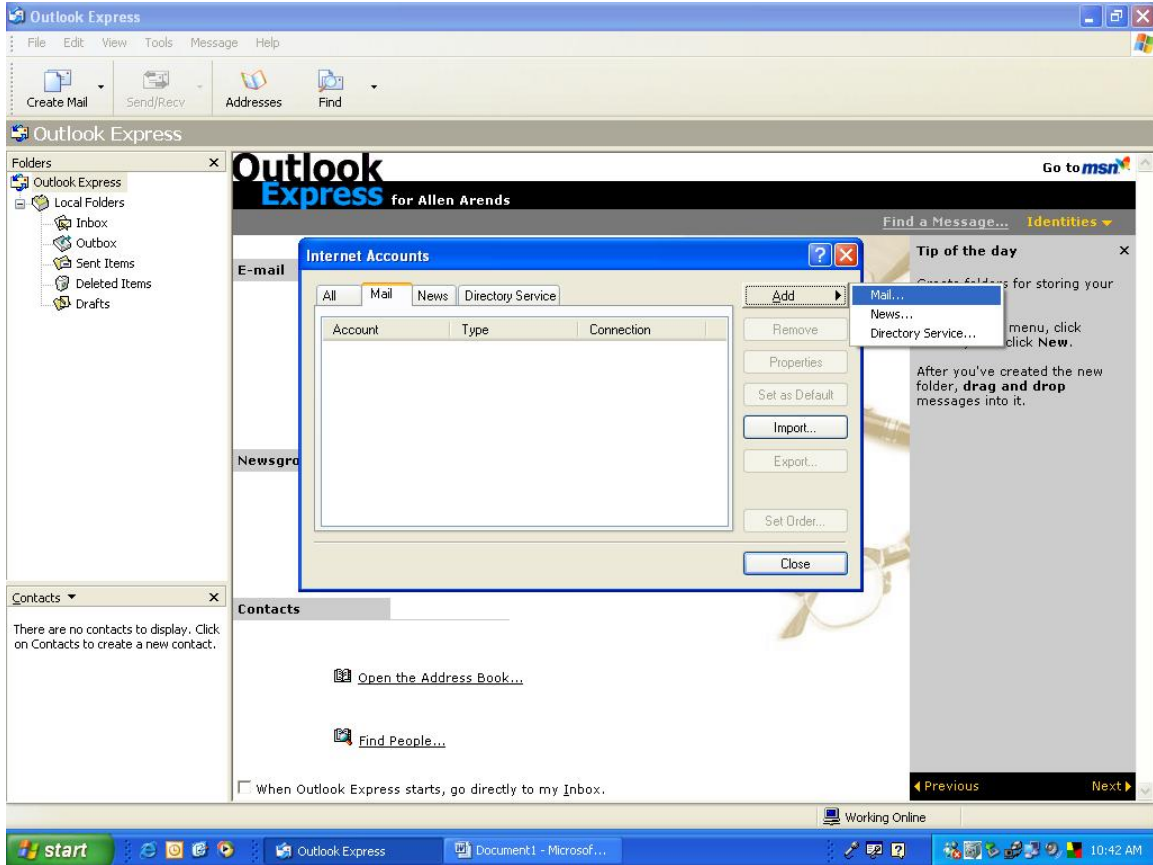 Outlook Express
File Edit View Tools Message Help
Create Mail Send/Recv Addresses Find
Outlook Express
Folders
Outlook Express
Local Folders
Inbox
Outbox
Sent Items
Deleted Items
Drafts
Contacts
There are no contacts to display. Click
on Contacts to create a new contact.
Outlook
Express for Allen Arends
Go to msn
Find a Message... Identities
E-mail
Newsgro
Contacts
Open the Address Book...
Find People...
When Outlook Express starts, go directly to my Inbox.
Internet Accounts
All Mail News Directory Service
Account Type Connection
Add
Remove
Properties
Set as Default
Import...
Export...
Set Order...
Close
Mail...
News...
Directory Service...
Tip of the day
for storing your
menu, click
click New.
After you've created the new
folder, drag and drop
messages into it.
Previous Next
Working Online
start Outlook Express Document1 - Microsof... 10:42 AM